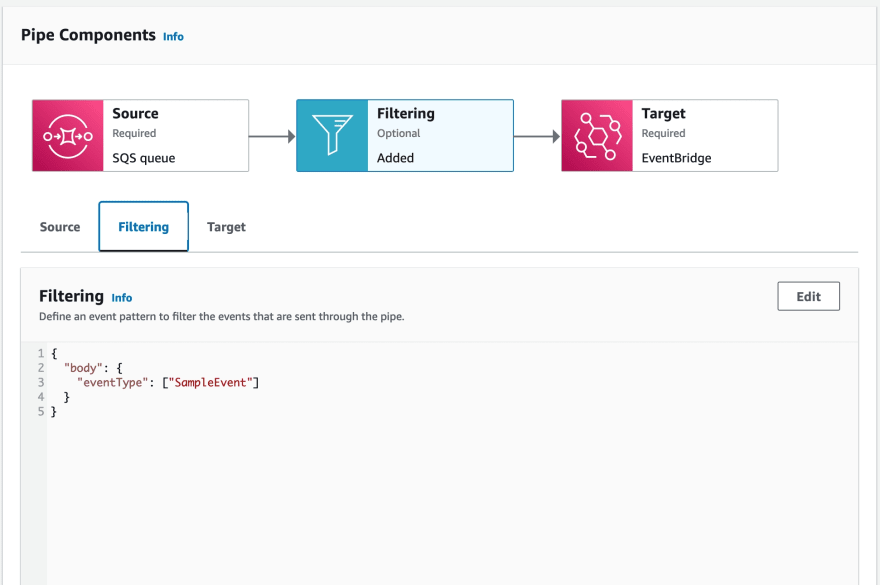 Pipe Components Info
Source
Required
SQS queue
Filtering
Optional
Added
Target
Required
EventBridge
Source Filtering Target
Filtering Info
Edit
Define an event pattern to filter the events that are sent through the pipe.
1 {
2 "body": {
3 "eventType": ["SampleEvent"]
4 }
5 }